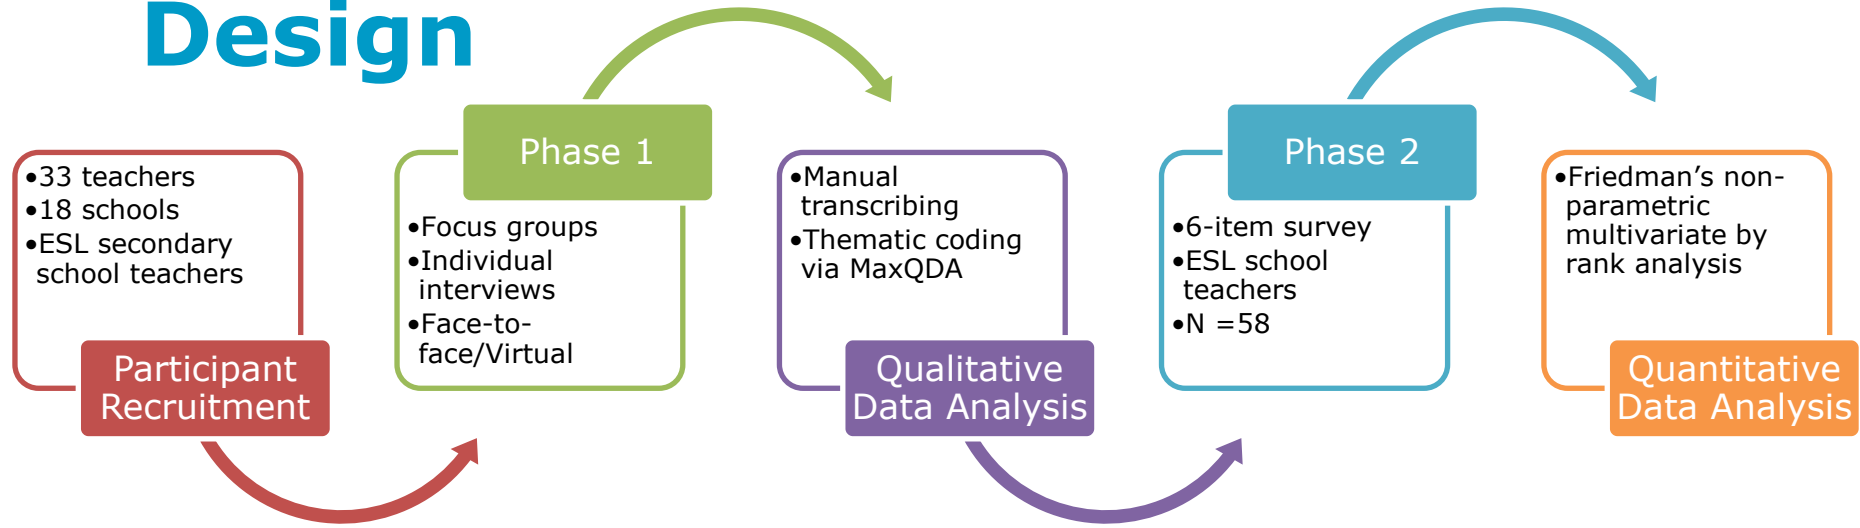 Design
•33 teachers
•18 schools
•ESL secondary
school teachers
Participant
Recruitment
Phase 1
•Focus groups
•Individual
interviews
•Face-to-
face/Virtual
•Manual
transcribing
•Thematic coding
via MaxQDA
Qualitative
Data Analysis
Phase 2
•6-item survey
•ESL school
teachers
•N =58
•Friedman’s non-
parametric
multivariate by
rank analysis
Quantitative
Data Analysis